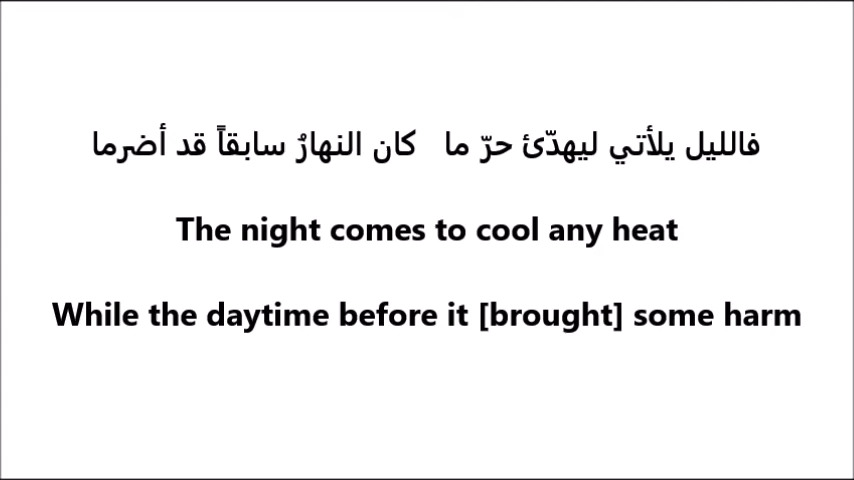 فالليل يلأتي ليهدّئ حرّ ما   كان النهارٌ سابقاً قد أضرما
The night comes to cool any heat
While the daytime before it [brought] some harm